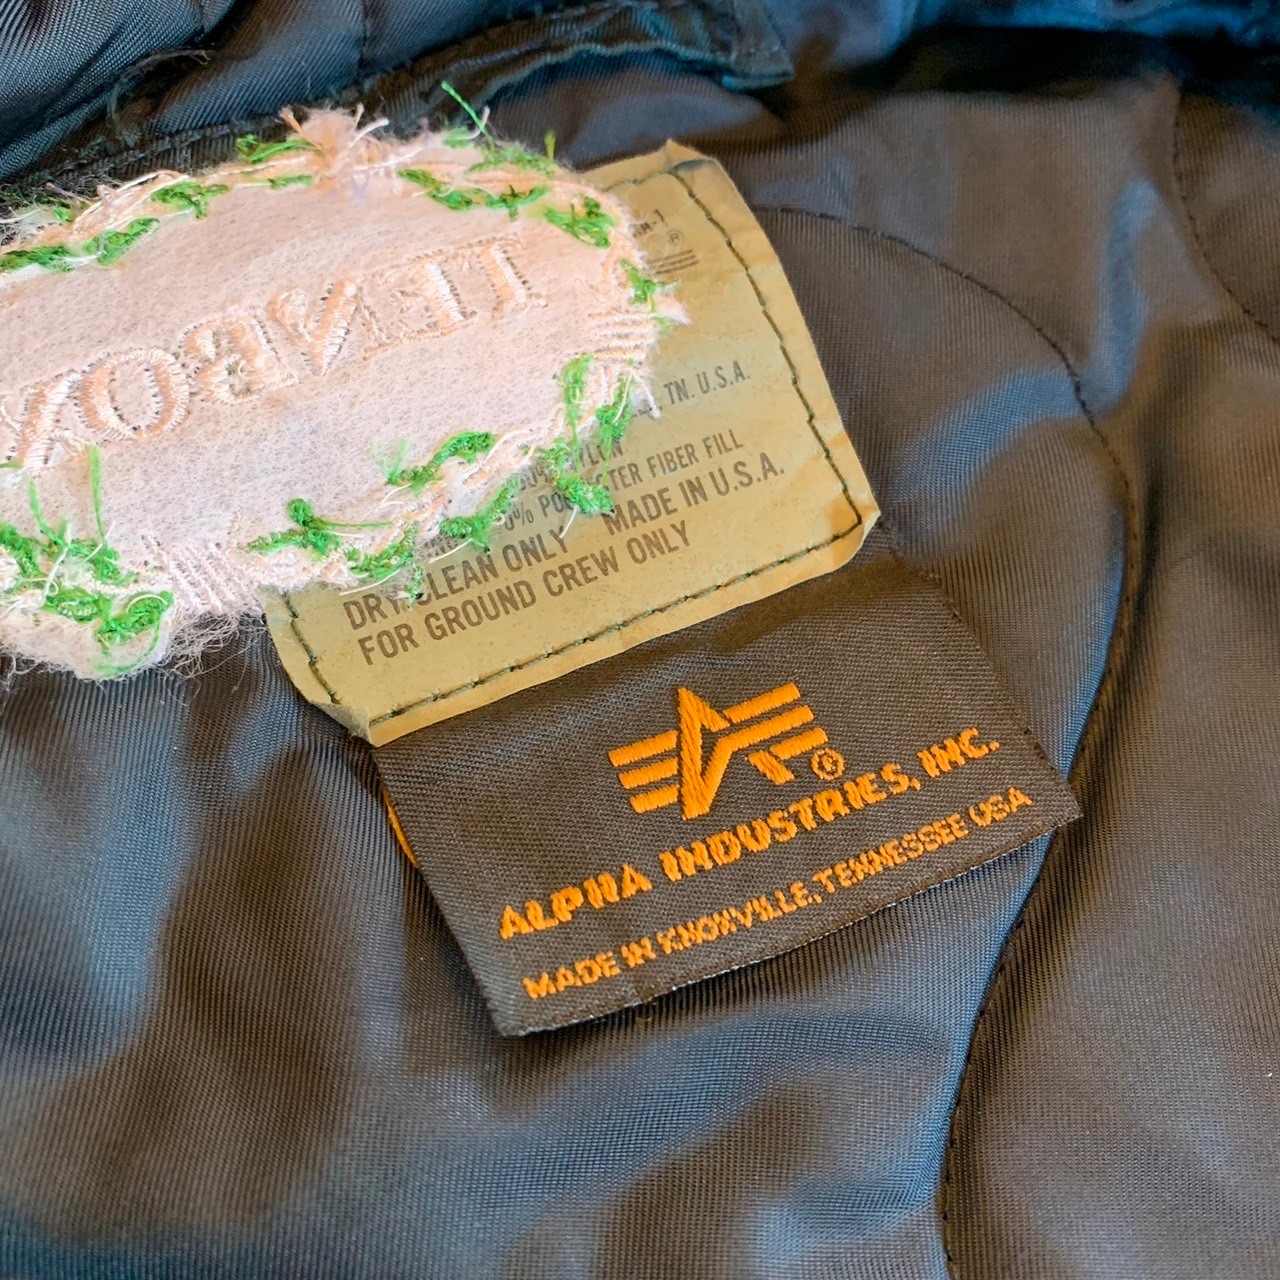 TENBOX
TN. U.S.A.
FIBER FILL
DRY CLEAN ONLY MADE IN U.S.A.
FOR GROUND CREW ONLY
ALPHA INDUSTRIES, INC.
MADE IN KNOXVILLE, TENNESSEE USA